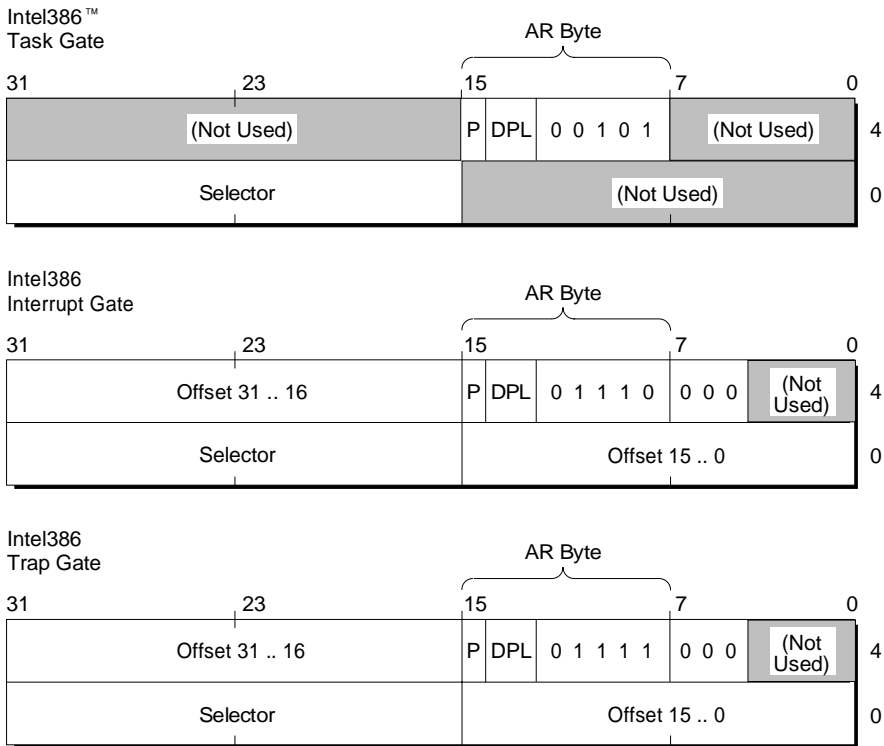 Intel386™
Task Gate
AR Byte
31 23 15 7 0
(Not Used) P DPL 0 0 1 0 1 (Not Used) 4
Selector (Not Used) 0
Intel386
Interrupt Gate
AR Byte
31 23 15 7 0
Offset 31 .. 16 P DPL 0 1 1 1 0 0 0 0 (Not
Used) 4
Selector Offset 15 .. 0 0
Intel386
Trap Gate
AR Byte
31 23 15 7 0
Offset 31 .. 16 P DPL 0 1 1 1 1 0 0 0 (Not
Used) 4
Selector Offset 15 .. 0 0